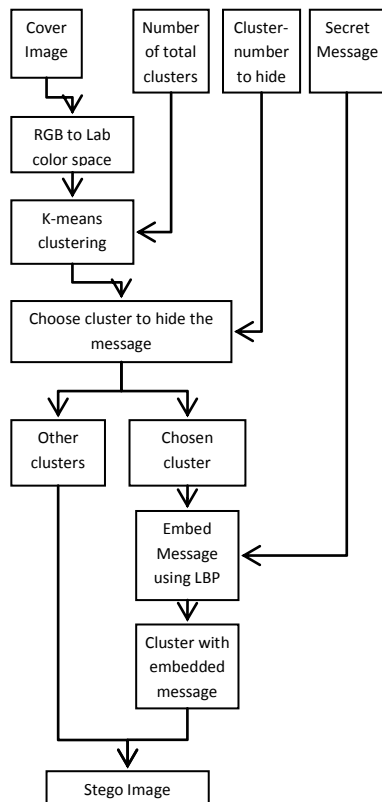 Cover
Image
Number
of total
clusters
Cluster-
number
to hide
Secret
Message
RGB to Lab
color space
K-means
clustering
Choose cluster to hide the
message
Other
clusters
Chosen
cluster
Embed
Message
using LBP
Cluster with
embedded
message
Stego Image